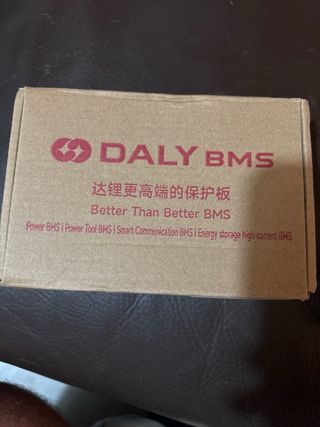 DALY BMS
达锂更高端的保护板
Better Than Better BMS
Power BMS | Power Tool BMS | Smart Communication BMS | Energy storage high current BMS